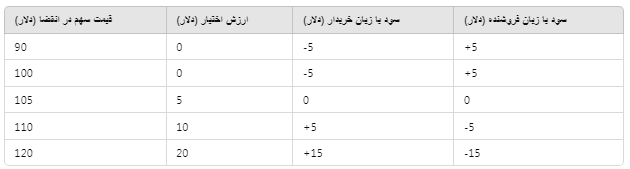 قیمت سهم در انقضا (دلار) ارزش اختیار (دلار) سود یا زیان خریدار (دلار) سود یا زیان فروشنده (دلار)
90 0 -5 +5
100 0 -5 +5
105 5 0 0
110 10 +5 -5
120 20 +15 -15